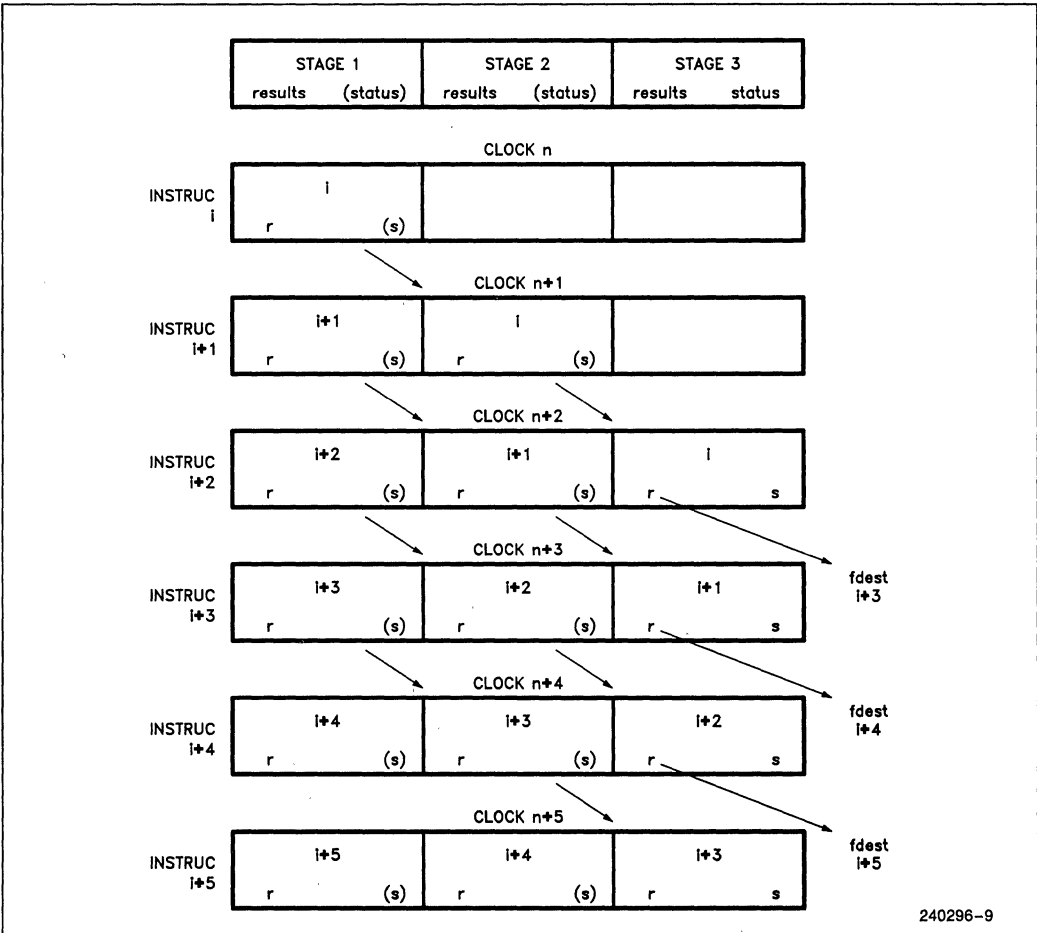 STAGE 1 STAGE 2 STAGE 3
results (status) results (status) results status
CLOCK n
INSTRUC
i
i
r (s)
CLOCK n+1
INSTRUC
i+1
i+1 i
r (s) r (s)
CLOCK n+2
INSTRUC
i+2
i+2 i+1 i
r (s) r (s) r s
CLOCK n+3
fdest
i+3
INSTRUC
i+3
i+3 i+2 i+1
r (s) r (s) r s
CLOCK n+4
fdest
i+4
INSTRUC
i+4
i+4 i+3 i+2
r (s) r (s) r s
CLOCK n+5
fdest
i+5
INSTRUC
i+5
i+5 i+4 i+3
r (s) r (s) r s
240296-9